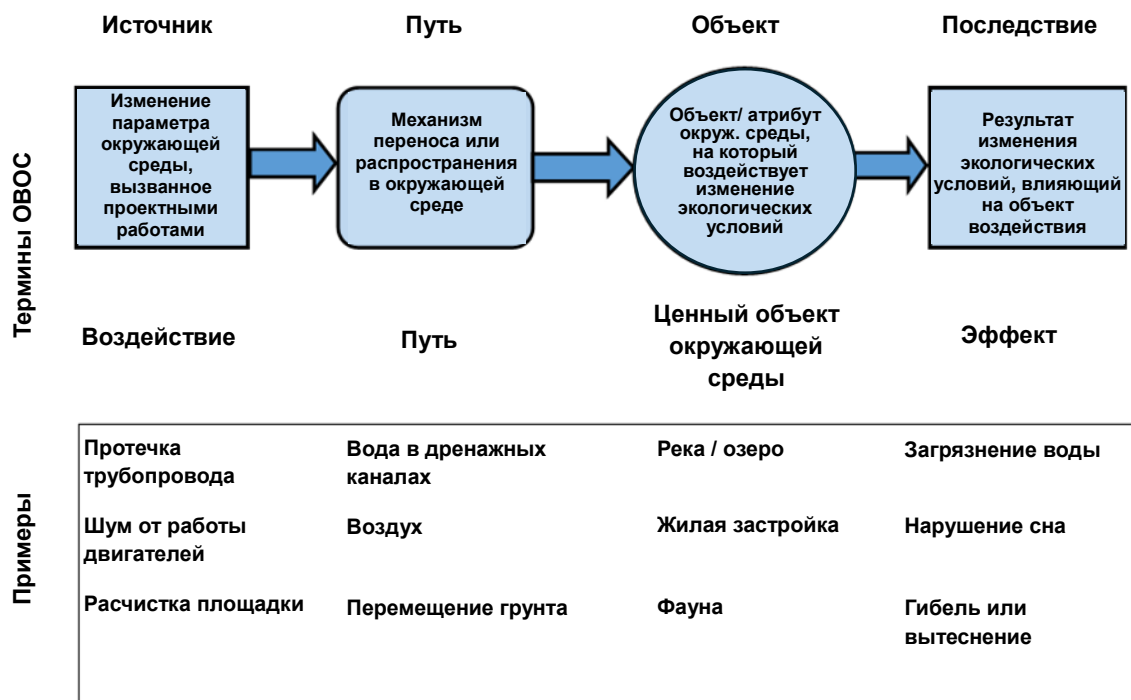 Источник
Путь
Объект
Последствие
Термины ОВОС
Изменение
параметра
окружающей
среды,
вызванное
проектными
работами
Механизм
переноса или
распространения
в окружающей
среде
Объект/ атрибут
окруж. среды,
на который
воздействует
изменение
экологических
условий
Результат
изменения
экологических
условий, влияющий
на объект
воздействия
Воздействие
Путь
Ценный объект
окружающей
среды
Эффект
Примеры
Протечка
трубопровода
Вода в дренажных
каналах
Река / озеро
Загрязнение воды
Шум от работы
двигателей
Воздух
Жилая застройка
Нарушение сна
Расчистка площадки
Перемещение грунта
Фауна
Гибель или
вытеснение